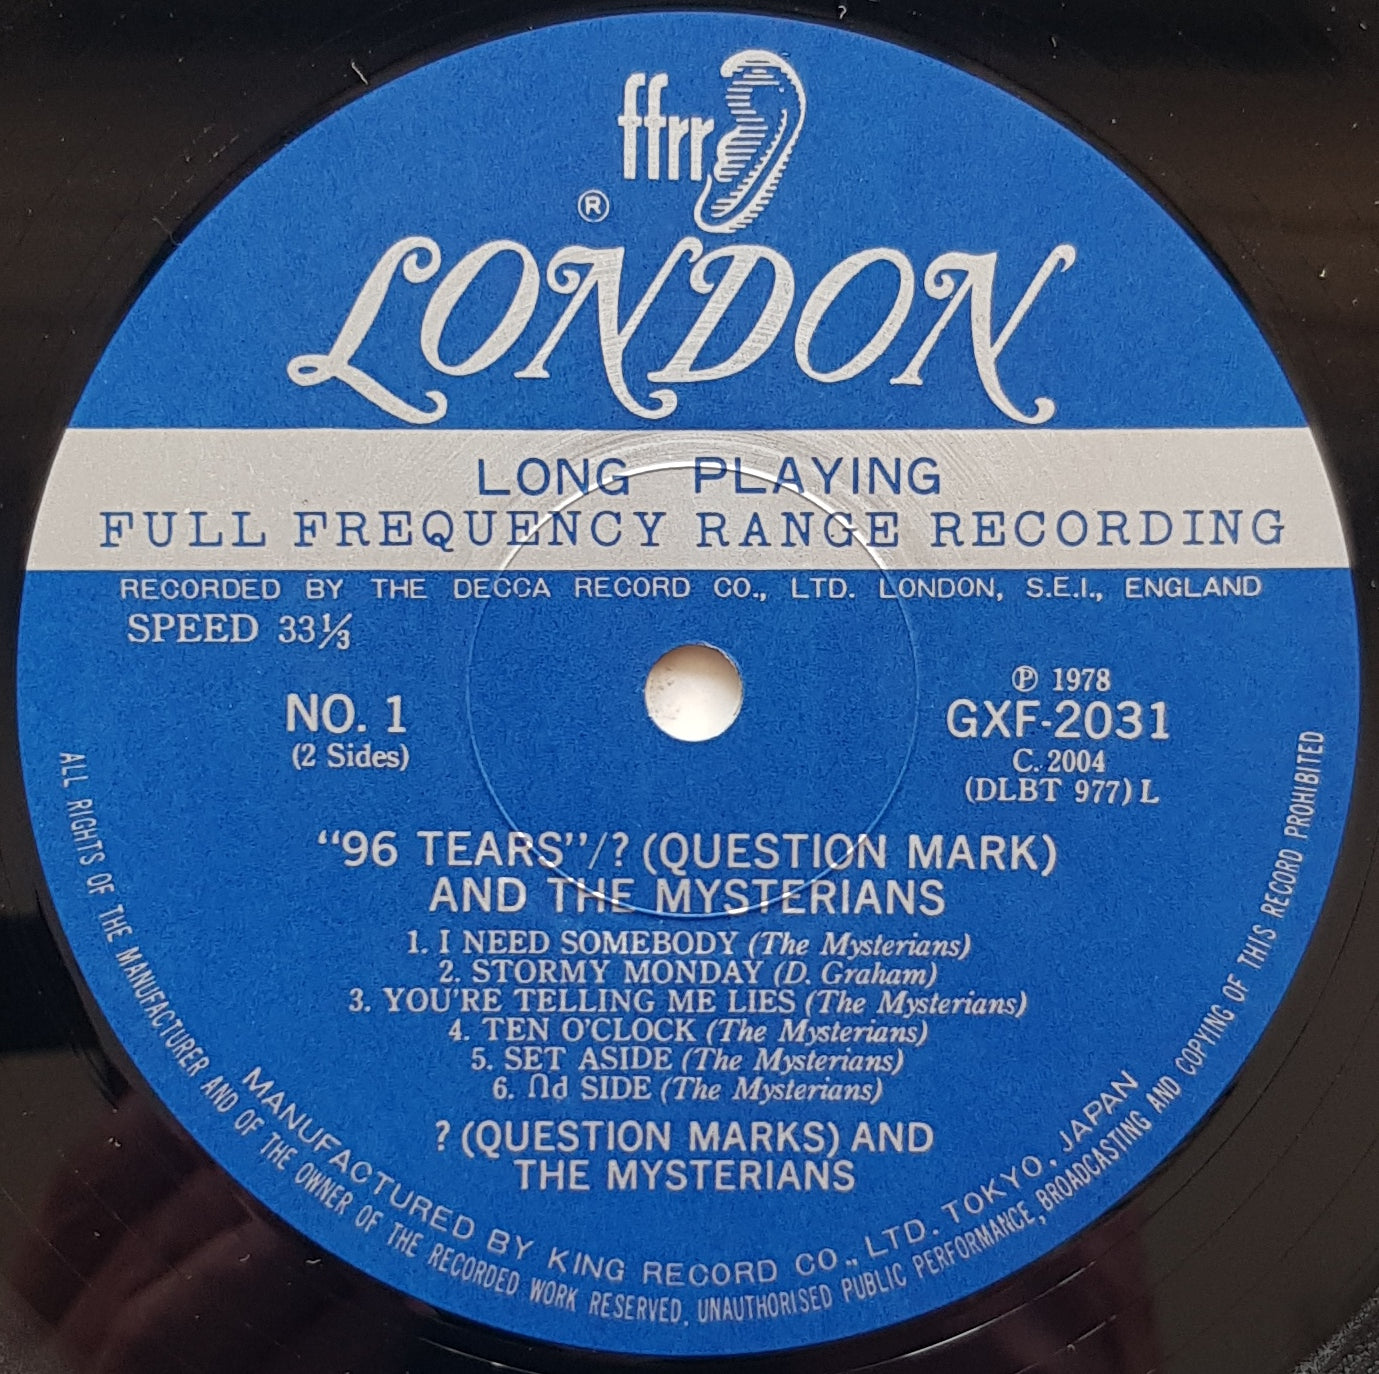 ffrr
®
LONDON
LONG PLAYING
FULL FREQUENCY RANGE RECORDING
RECORDED BY THE DECCA RECORD CO., LTD. LONDON, S.E.I., ENGLAND
SPEED 33⅓
NO. 1
(2 Sides)
℗ 1978
GXF-2031
C. 2004
(DLBT 977) L
“96 TEARS”/? (QUESTION MARK)
AND THE MYSTERIANS
1. I NEED SOMEBODY (The Mysterians)
2. STORMY MONDAY (D. Graham)
3. YOU'RE TELLING ME LIES (The Mysterians)
4. TEN O'CLOCK (The Mysterians)
5. SET ASIDE (The Mysterians)
6. Ոd SIDE (The Mysterians)
? (QUESTION MARKS) AND
THE MYSTERIANS
MANUFACTURED BY KING RECORD CO., LTD. TOKYO, JAPAN
ALL RIGHTS OF THE MANUFACTURER AND OF THE OWNER OF THE RECORDED WORK RESERVED. UNAUTHORISED PUBLIC PERFORMANCE, BROADCASTING AND COPYING OF THIS RECORD PROHIBITED